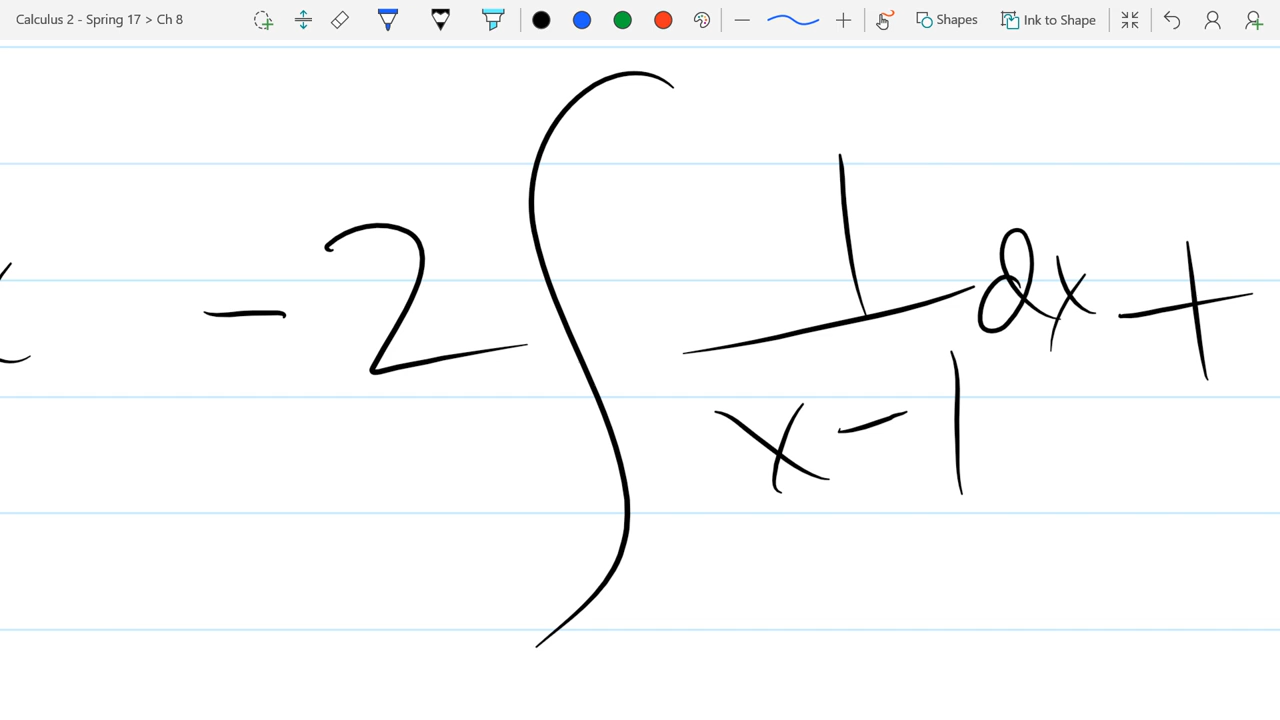 Calculus 2 - Spring 17 > Ch 8
Shapes
Ink to Shape
x - 2 ∫ 1/(x - 1) dx +